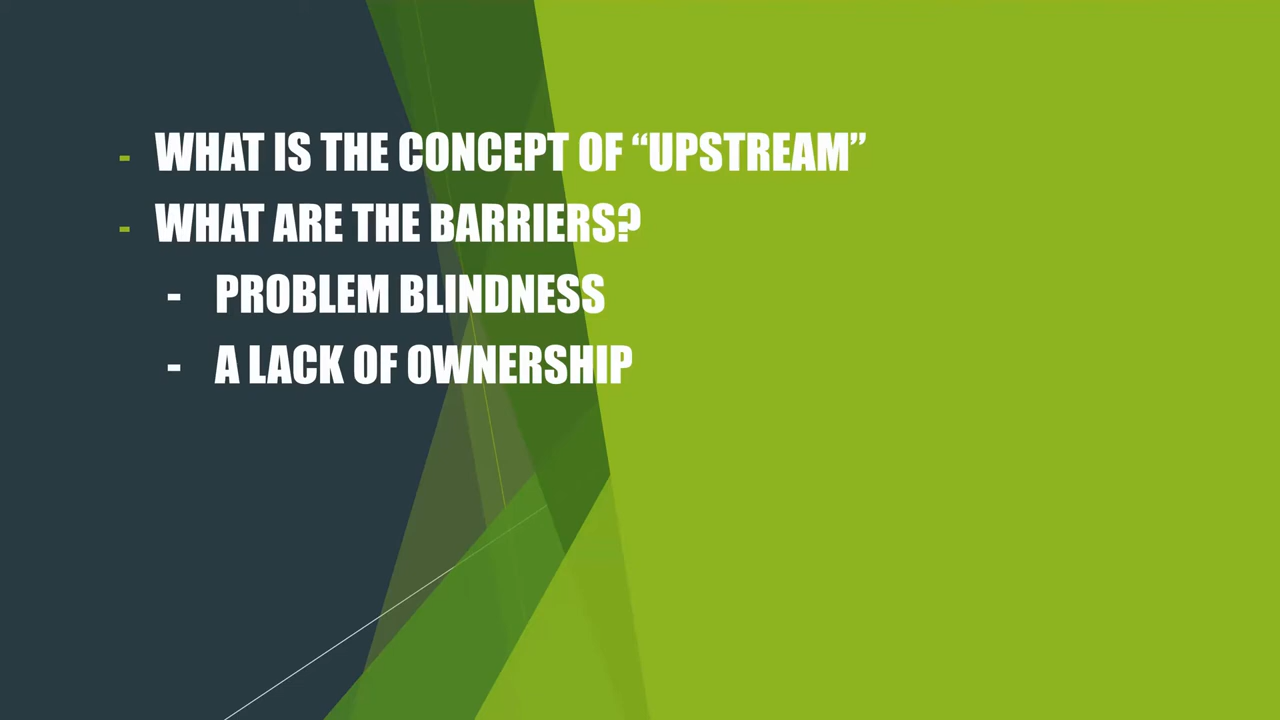 - WHAT IS THE CONCEPT OF “UPSTREAM”
- WHAT ARE THE BARRIERS?
- PROBLEM BLINDNESS
- A LACK OF OWNERSHIP